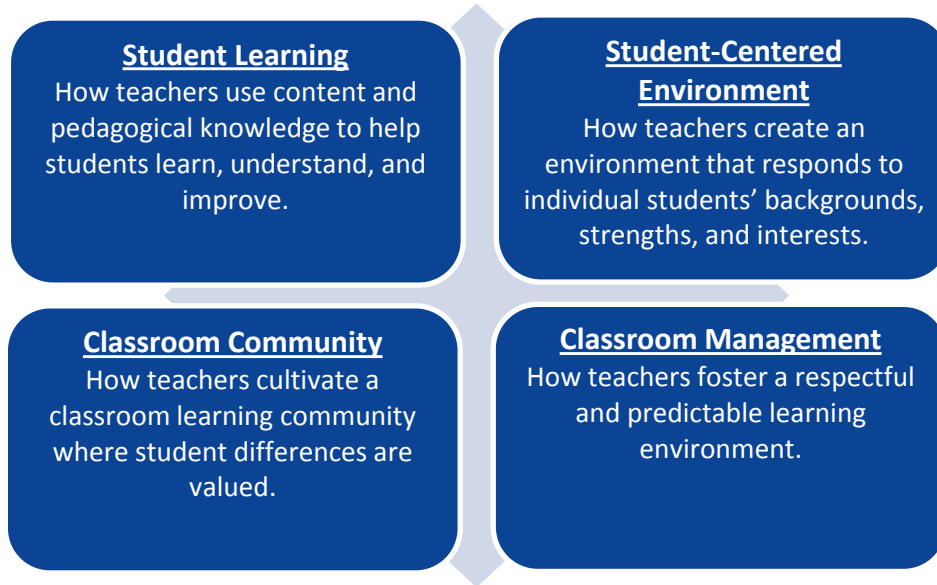 Student Learning
How teachers use content and
pedagogical knowledge to help
students learn, understand, and
improve.
Student-Centered
Environment
How teachers create an
environment that responds to
individual students’ backgrounds,
strengths, and interests.
Classroom Community
How teachers cultivate a
classroom learning community
where student differences are
valued.
Classroom Management
How teachers foster a respectful
and predictable learning
environment.